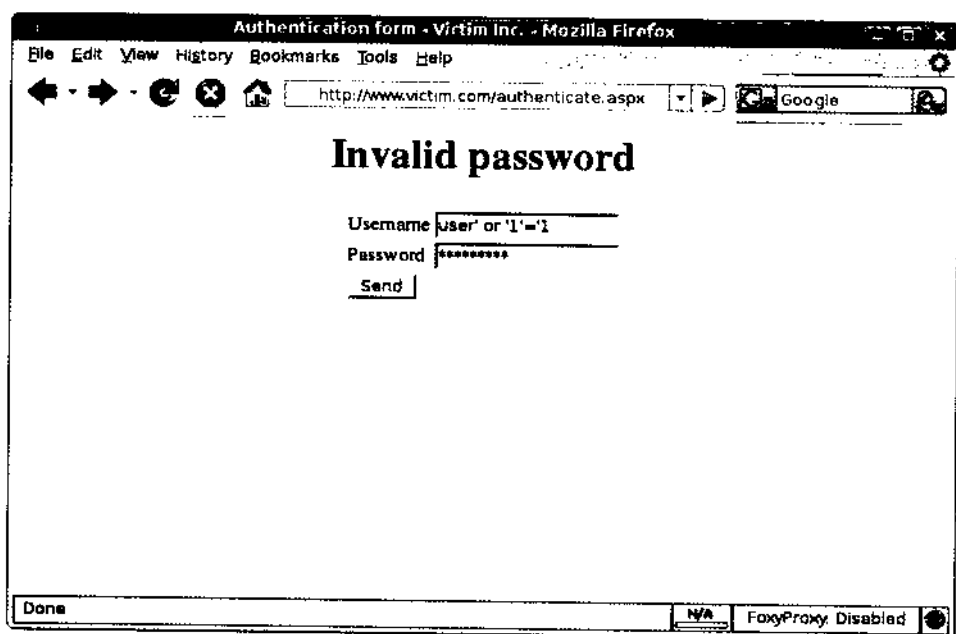 Authentication form - Victim Inc. - Mozilla Firefox
File Edit View History Bookmarks Tools Help
http://www.victim.com/authenticate.aspx
Google
Invalid password
Username user' or '1'='1
Password *********
Send
Done
N/A
FoxyProxy: Disabled